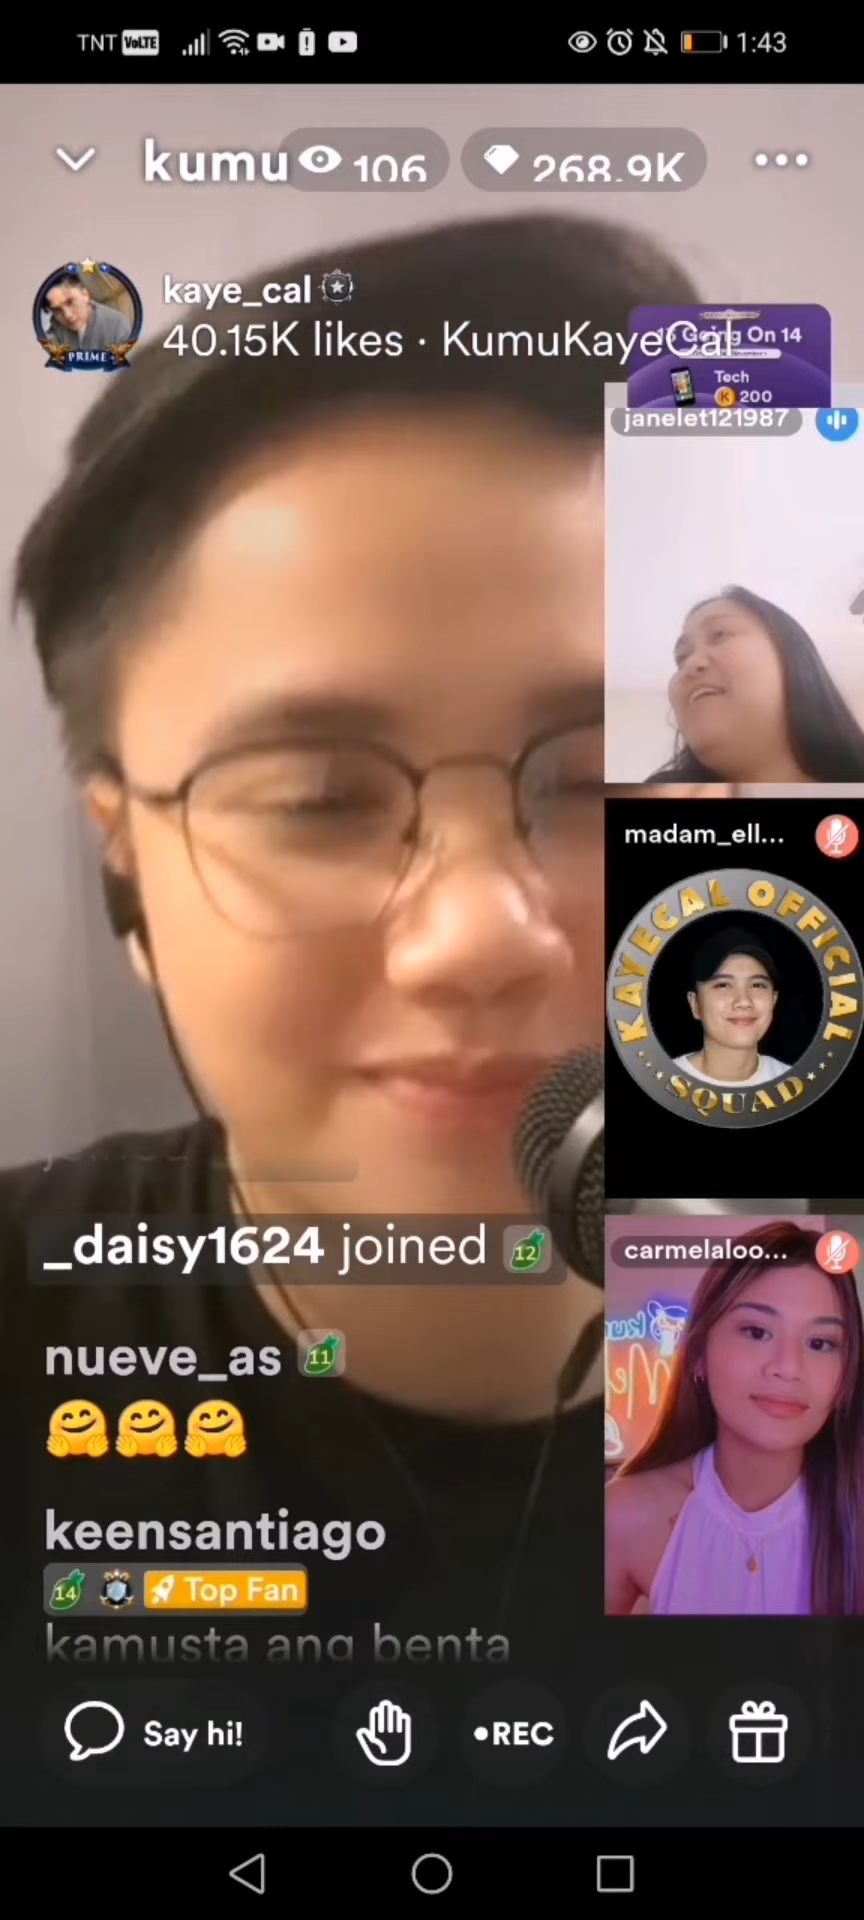 TNT VoLTE 1:43
kumu 106 268.9K
kaye_cal
40.15K likes · KumuKayeCal
Going On 14
Tech
K 200
PRIME
janelet121987
madam_ell...
KAYECAL OFFICIAL
SQUAD
_daisy1624 joined 12
carmelaloo...
nueve_as 11
keensantiago
14 Top Fan
kamusta ang benta
Say hi! •REC